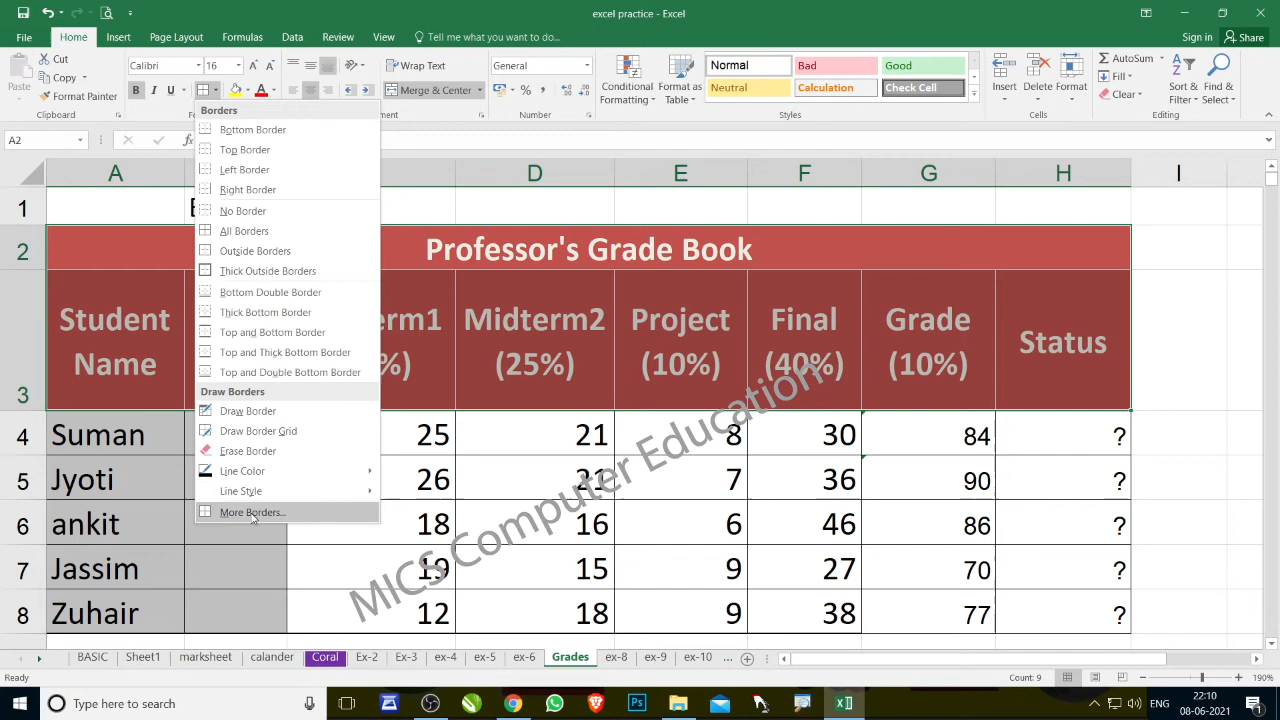 excel practice - Excel
File Home Insert Page Layout Formulas Data Review View Tell me what you want to do... Sign in Share
Paste Cut Copy Format Painter Clipboard
Calibri 16 B I U A
Wrap Text Merge & Center
General % Number
Conditional Formatting Format as Table
Normal Bad Good
Neutral Calculation Check Cell
Styles
Insert Delete Format Cells
AutoSum Fill Clear Sort & Filter Find & Select Editing
A2
Borders
Bottom Border
Top Border
Left Border
Right Border
No Border
All Borders
Outside Borders
Thick Outside Borders
Bottom Double Border
Thick Bottom Border
Top and Bottom Border
Top and Thick Bottom Border
Top and Double Bottom Border
Draw Borders
Draw Border
Draw Border Grid
Erase Border
Line Color
Line Style
More Borders...
A D E F G H I
1
2 Professor's Grade Book
3 Student Name Midterm2 (25%) Project (10%) Final (40%) Grade (10%) Status
4 Suman 25 21 8 30 84 ?
5 Jyoti 26 21 7 36 90 ?
6 ankit 18 16 6 46 86 ?
7 Jassim 19 15 9 27 70 ?
8 Zuhair 12 18 9 38 77 ?
MICS Computer Education
BASIC Sheet1 marksheet calander Coral Ex-2 Ex-3 ex-4 ex-5 ex-6 Grades ex-8 ex-9 ex-10 ...
Count: 9 190%
Type here to search
ENG 22:10 08-06-2021